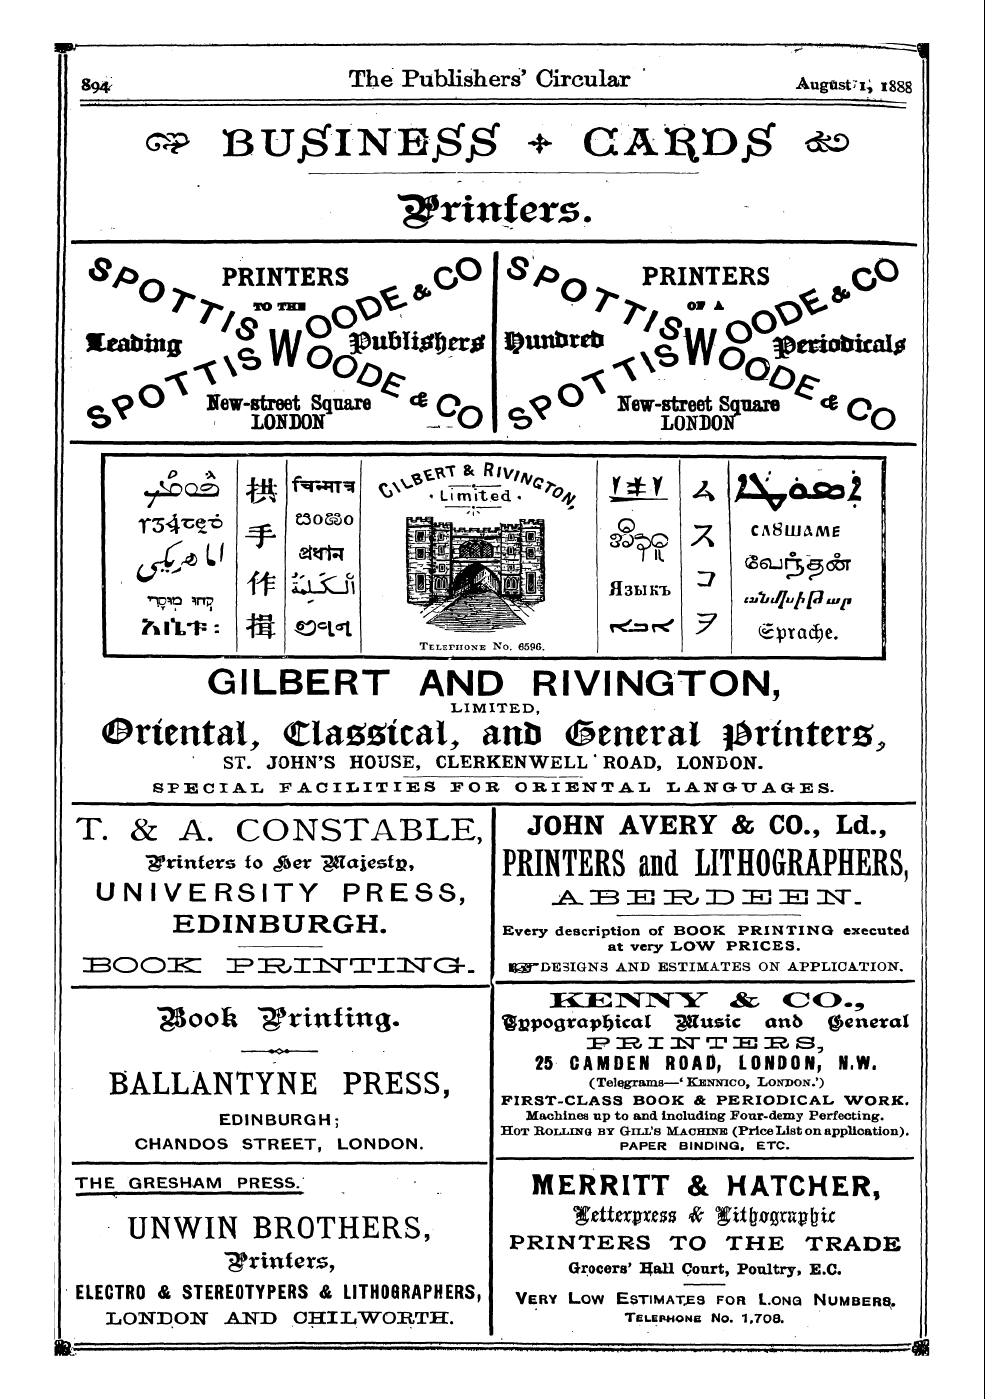 894
The Publishers' Circular
August 1, 1888
BUSINESS CARDS
Printers.
SPOTTISWOODE & CO
PRINTERS
TO THE
Leading Publishers
SPOTTISWOODE & CO
New-street Square
LONDON
SPOTTISWOODE & CO
PRINTERS
OF A
Hundred Periodicals
SPOTTISWOODE & CO
New-street Square
LONDON
拱
手
作
揖
चिन्मात्र
प्रधान
GILBERT & RIVINGTON,
Limited
TELEPHONE No. 6596.
Языкъ
ム
ス
コ
ヲ
வேந்தன்
Sprache.
GILBERT AND RIVINGTON,
LIMITED,
Oriental, Classical, and General Printers,
ST. JOHN'S HOUSE, CLERKENWELL ROAD, LONDON.
SPECIAL FACILITIES FOR ORIENTAL LANGUAGES.
T. & A. CONSTABLE,
Printers to Her Majesty,
UNIVERSITY PRESS,
EDINBURGH.
BOOK PRINTING.
JOHN AVERY & CO., Ld.,
PRINTERS and LITHOGRAPHERS,
ABERDEEN.
Every description of BOOK PRINTING executed
at very LOW PRICES.
☞ DESIGNS AND ESTIMATES ON APPLICATION.
Book Printing.
BALLANTYNE PRESS,
EDINBURGH;
CHANDOS STREET, LONDON.
KENNY & CO.,
Typographical Music and General
PRINTERS,
25 CAMDEN ROAD, LONDON, N.W.
(Telegrams—'KENNICO, LONDON.')
FIRST-CLASS BOOK & PERIODICAL WORK.
Machines up to and including Four-demy Perfecting.
HOT ROLLING BY GILL'S MACHINE (Price List on application).
PAPER BINDING, ETC.
THE GRESHAM PRESS.
UNWIN BROTHERS,
Printers,
ELECTRO & STEREOTYPERS & LITHOGRAPHERS,
LONDON AND CHILWORTH.
MERRITT & HATCHER,
Letterpress & Lithographic
PRINTERS TO THE TRADE
Grocers' Hall Court, Poultry, E.C.
VERY LOW ESTIMATES FOR LONG NUMBERS.
TELEPHONE No. 1,708.